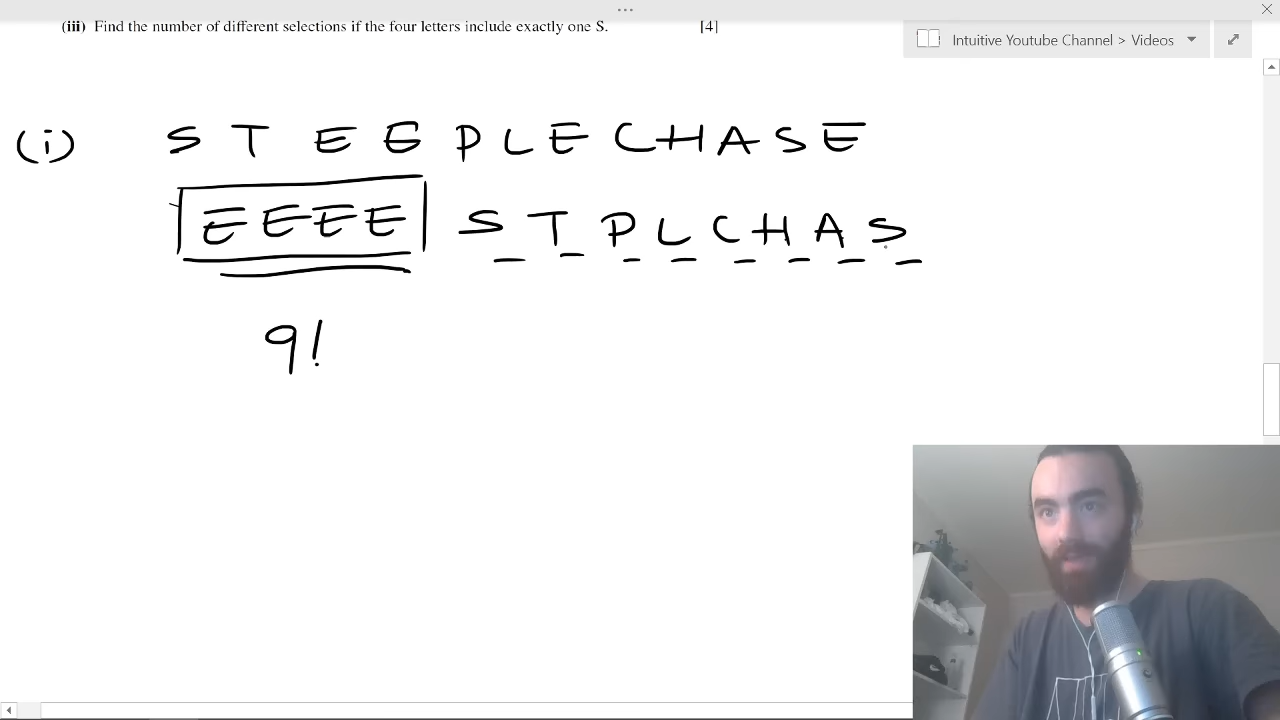 (iii) Find the number of different selections if the four letters include exactly one S. [4]
Intuitive Youtube Channel > Videos
(i) S T E E P L E C H A S E
E E E E S T P L C H A S
9!